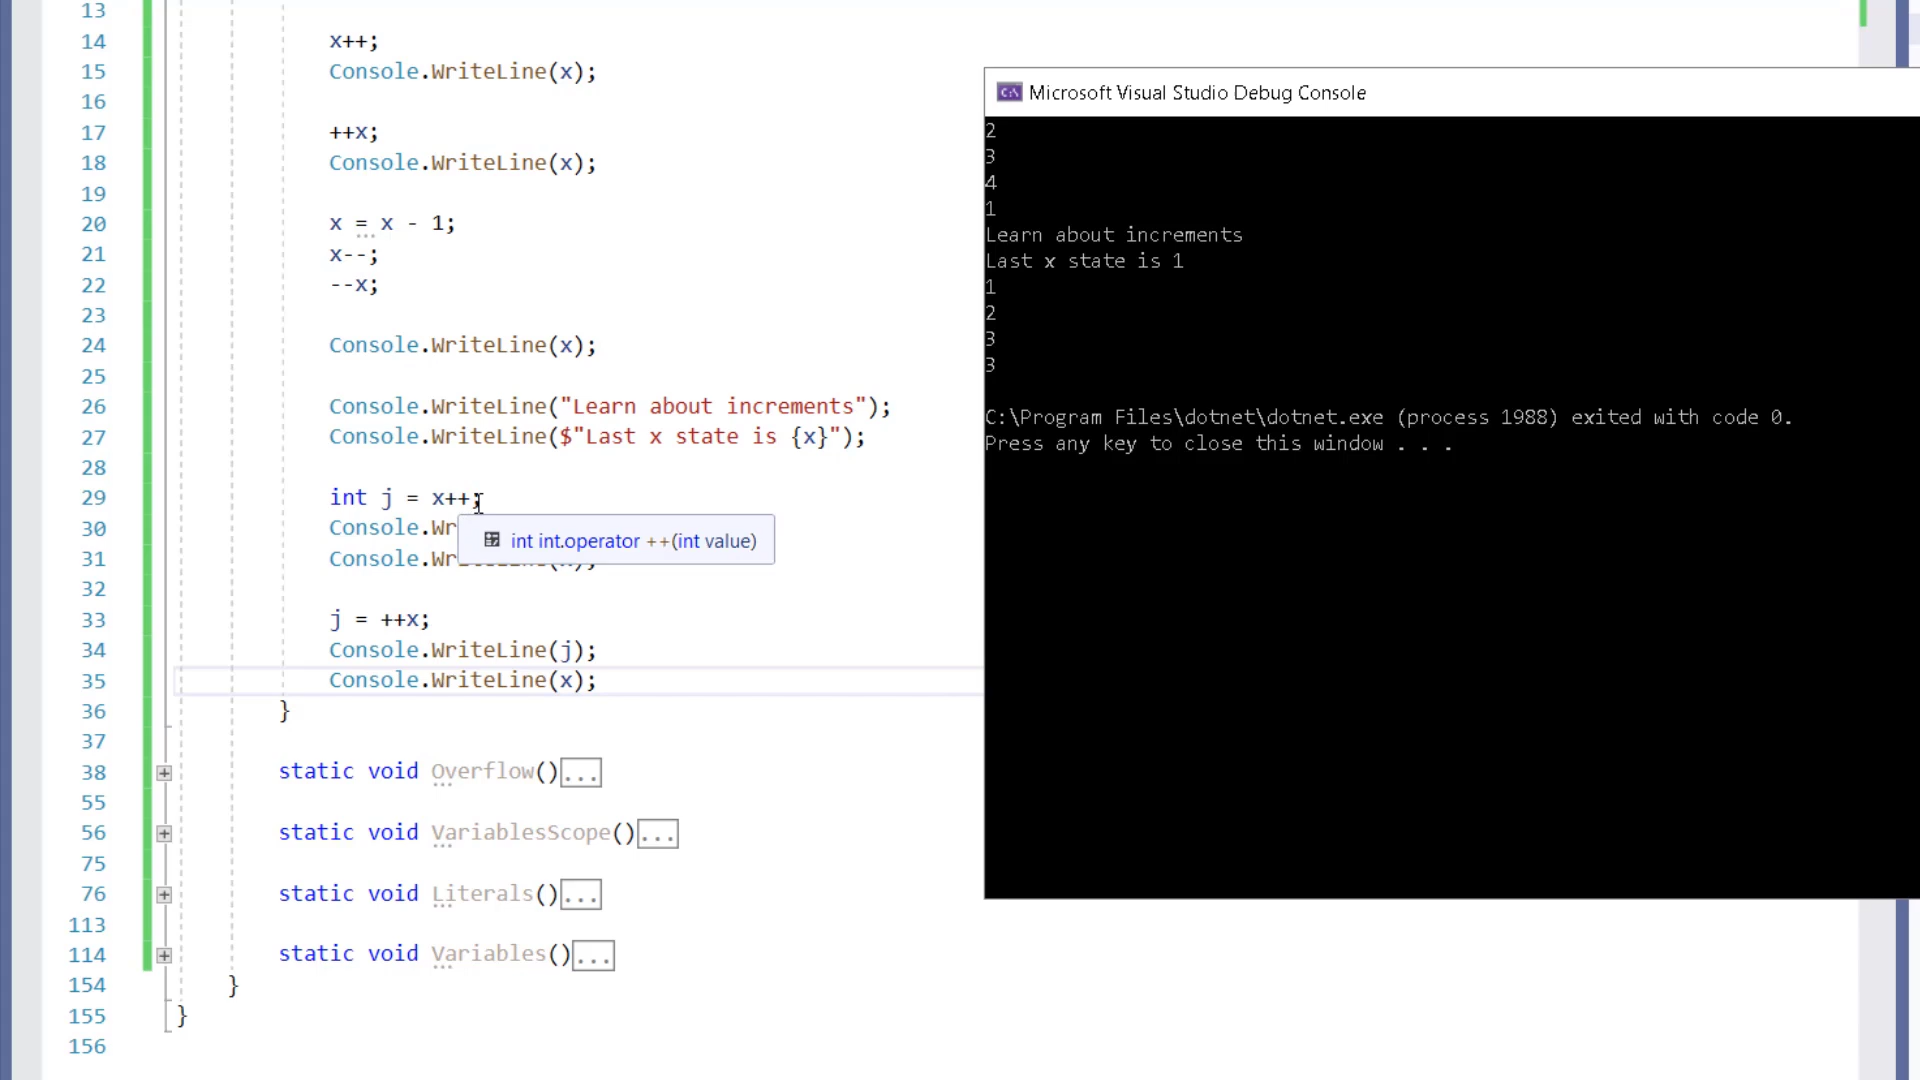 13
14 x++;
15 Console.WriteLine(x);
16
17 ++x;
18 Console.WriteLine(x);
19
20 x = x - 1;
21 x--;
22 --x;
23
24 Console.WriteLine(x);
25
26 Console.WriteLine("Learn about increments");
27 Console.WriteLine($"Last x state is {x}");
28
29 int j = x++;
30 Console.Wr
int int.operator ++(int value)
31 Console.Wr
32
33 j = ++x;
34 Console.WriteLine(j);
35 Console.WriteLine(x);
36 }
37
38 static void Overflow()...
55
56 static void VariablesScope()...
75
76 static void Literals()...
113
114 static void Variables()...
154 }
155 }
156
C:\ Microsoft Visual Studio Debug Console
2
3
4
1
Learn about increments
Last x state is 1
1
2
3
3
C:\Program Files\dotnet\dotnet.exe (process 1988) exited with code 0.
Press any key to close this window . . .